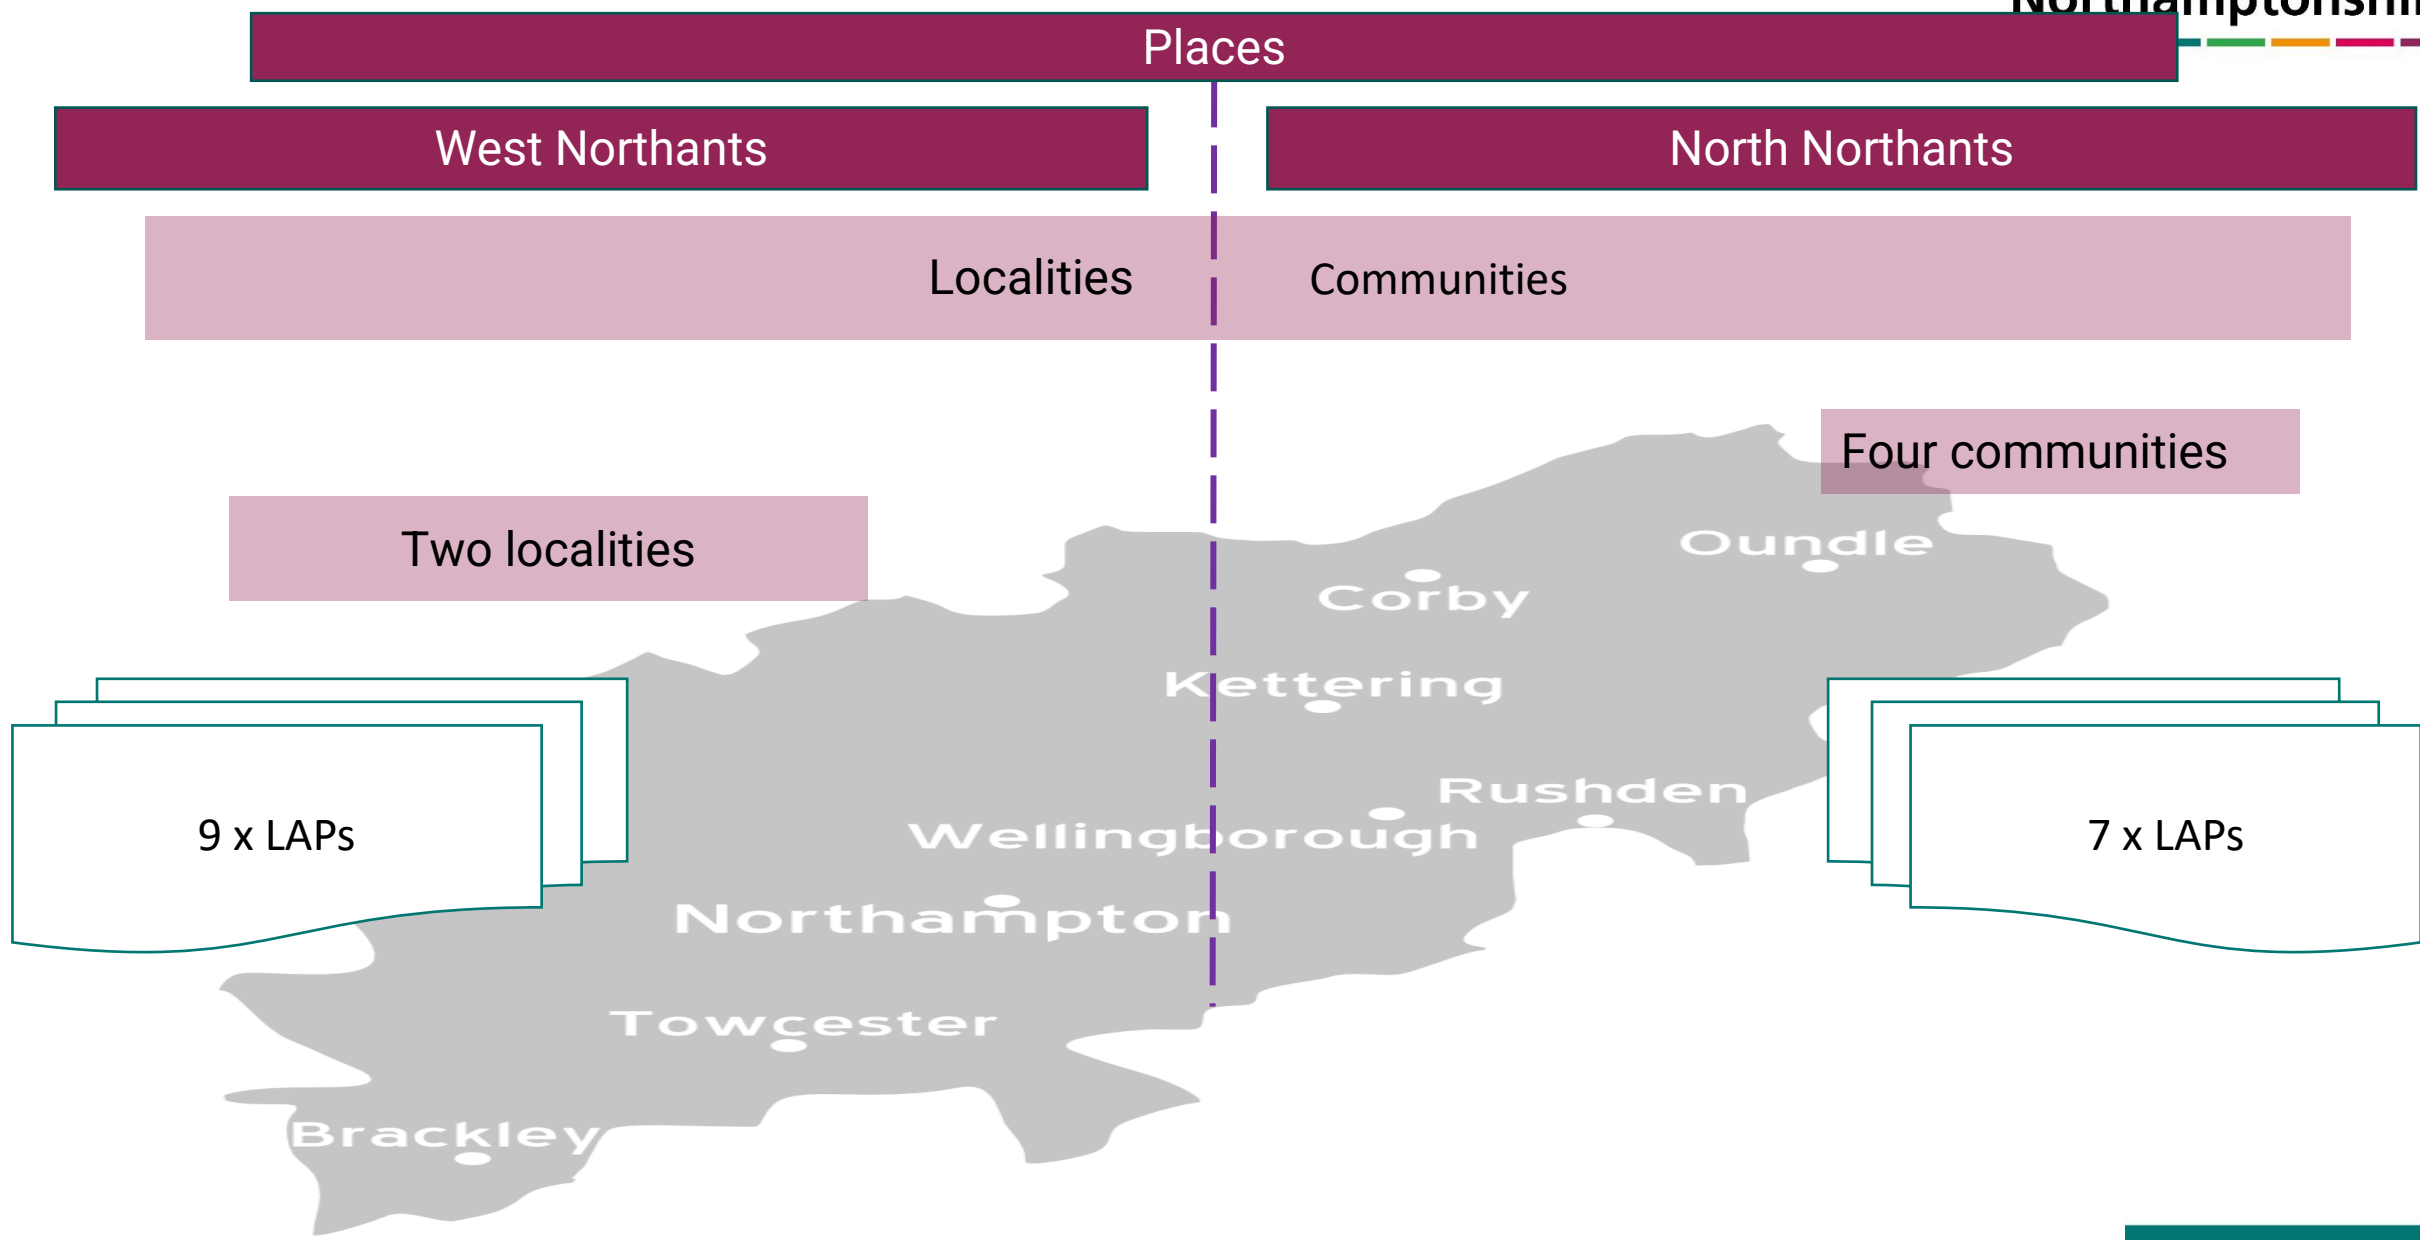 Places
West Northants
North Northants
Localities
Communities
Four communities
Two localities
Oundle
Corby
Kettering
Rushden
Wellingborough
9 x LAPs
7 x LAPs
Northampton
Towcester
Brackley